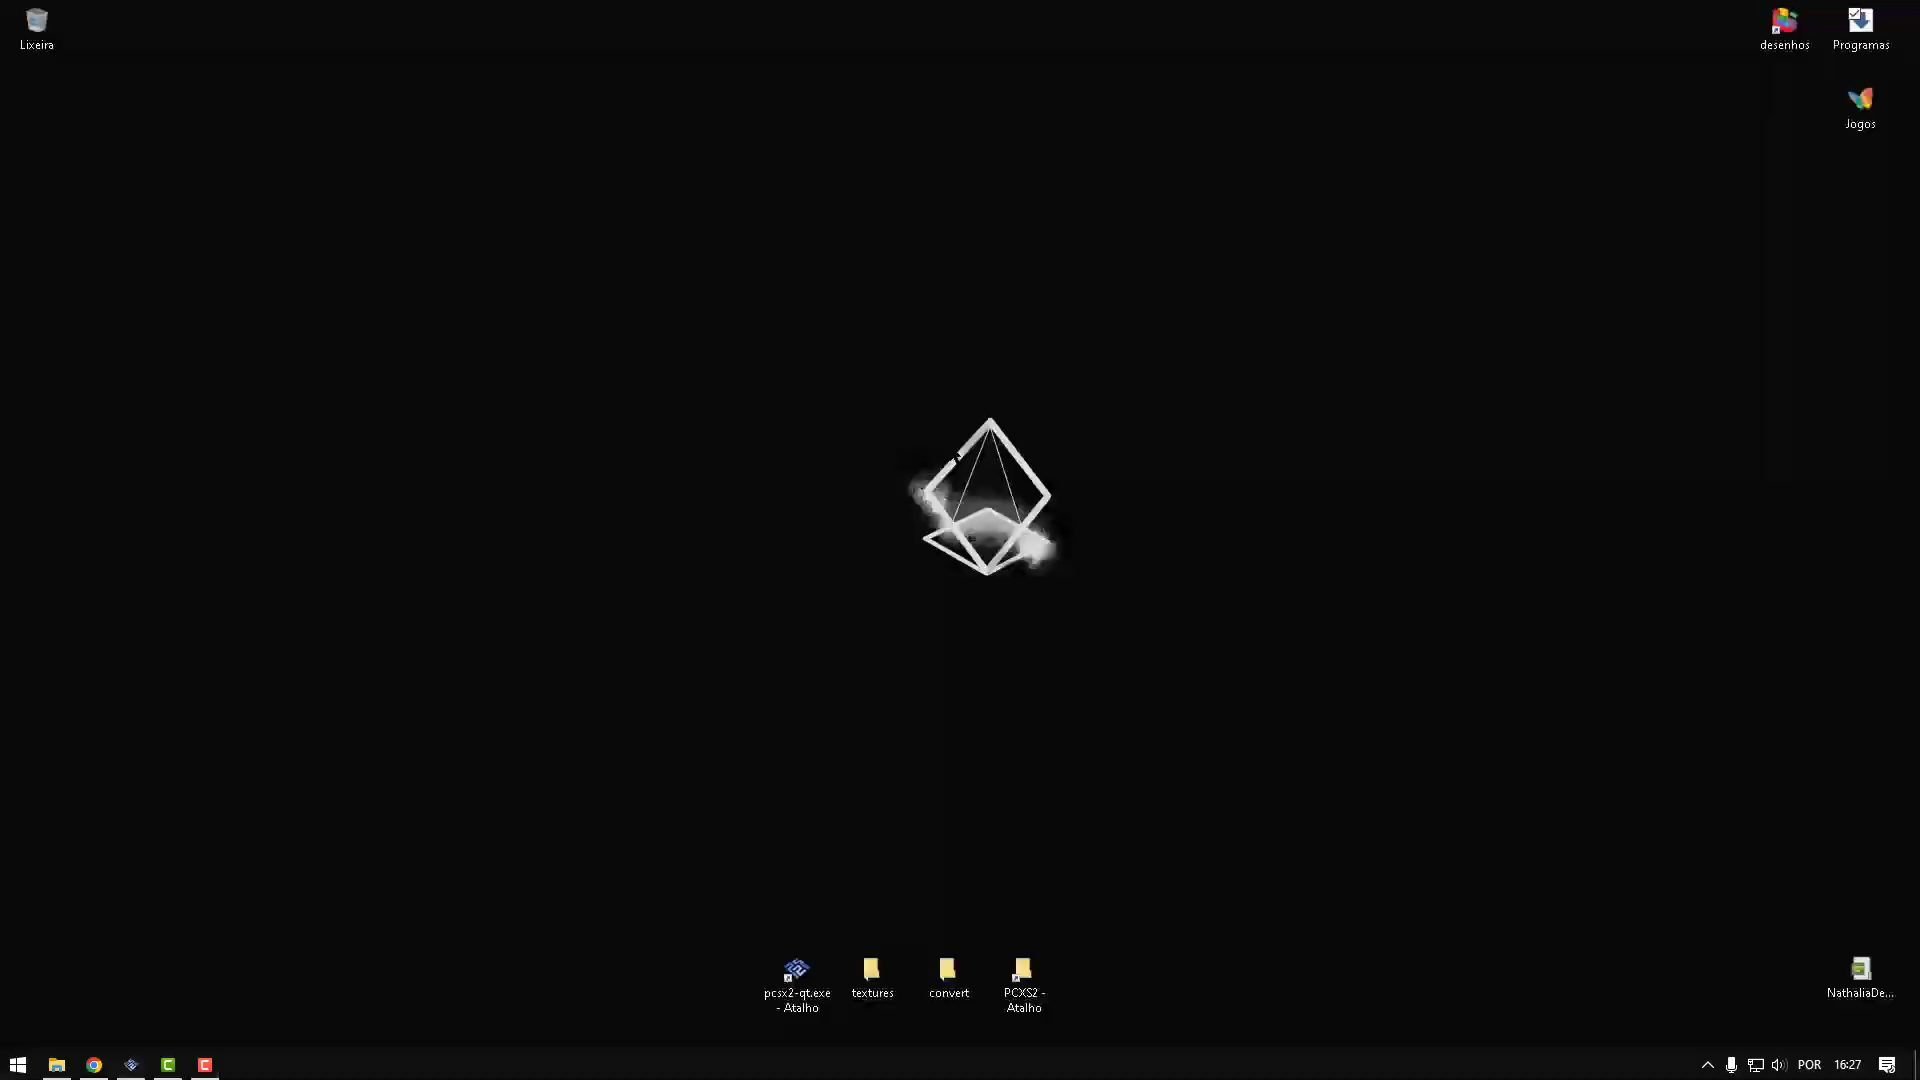 Lixeira
desenhos
Programas
Jogos
pcsx2-qt.exe
- Atalho
textures
convert
PCXS2 -
Atalho
NathaliaDe...
POR
16:27